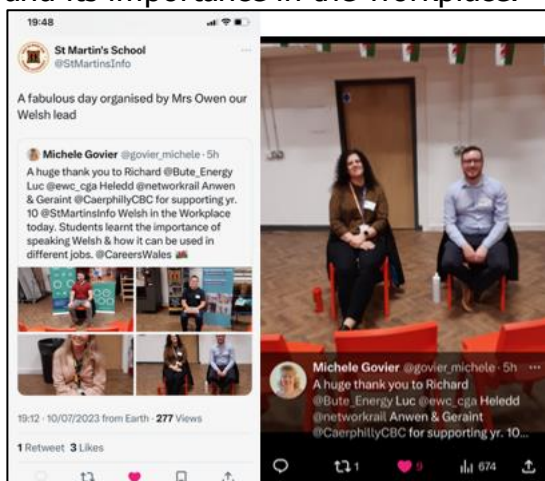 and its importance in the workplace.
19:48
St Martin's School
@StMartinsInfo
A fabulous day organised by Mrs Owen our
Welsh lead
Michele Govier @govier_michele · 5h
A huge thank you to Richard @Bute_Energy
Luc @ewc_cga Heledd @networkrail Anwen
& Geraint @CaerphillyCBC for supporting yr.
10 @StMartinsInfo Welsh in the Workplace
today. Students learnt the importance of
speaking Welsh & how it can be used in
different jobs. @CareersWales
19:12 · 10/07/2023 from Earth · 277 Views
1 Retweet 3 Likes
Michele Govier @govier_michele · 5h
A huge thank you to Richard
@Bute_Energy Luc @ewc_cga Heledd
@networkrail Anwen & Geraint
@CaerphillyCBC for supporting yr. 10...
1
9
674